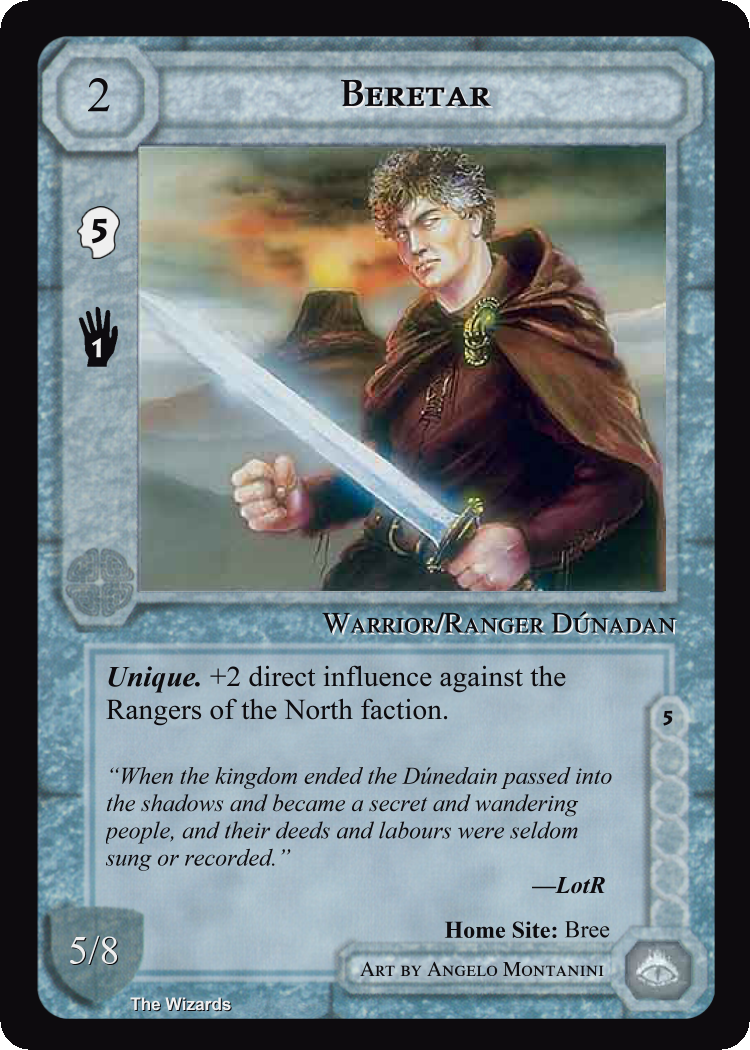 2
BERETAR
5
1
WARRIOR/RANGER DÚNADAN
Unique. +2 direct influence against the
Rangers of the North faction.
5
“When the kingdom ended the Dúnedain passed into
the shadows and became a secret and wandering
people, and their deeds and labours were seldom
sung or recorded.”
—LotR
Home Site: Bree
5/8
ART BY ANGELO MONTANINI
The Wizards